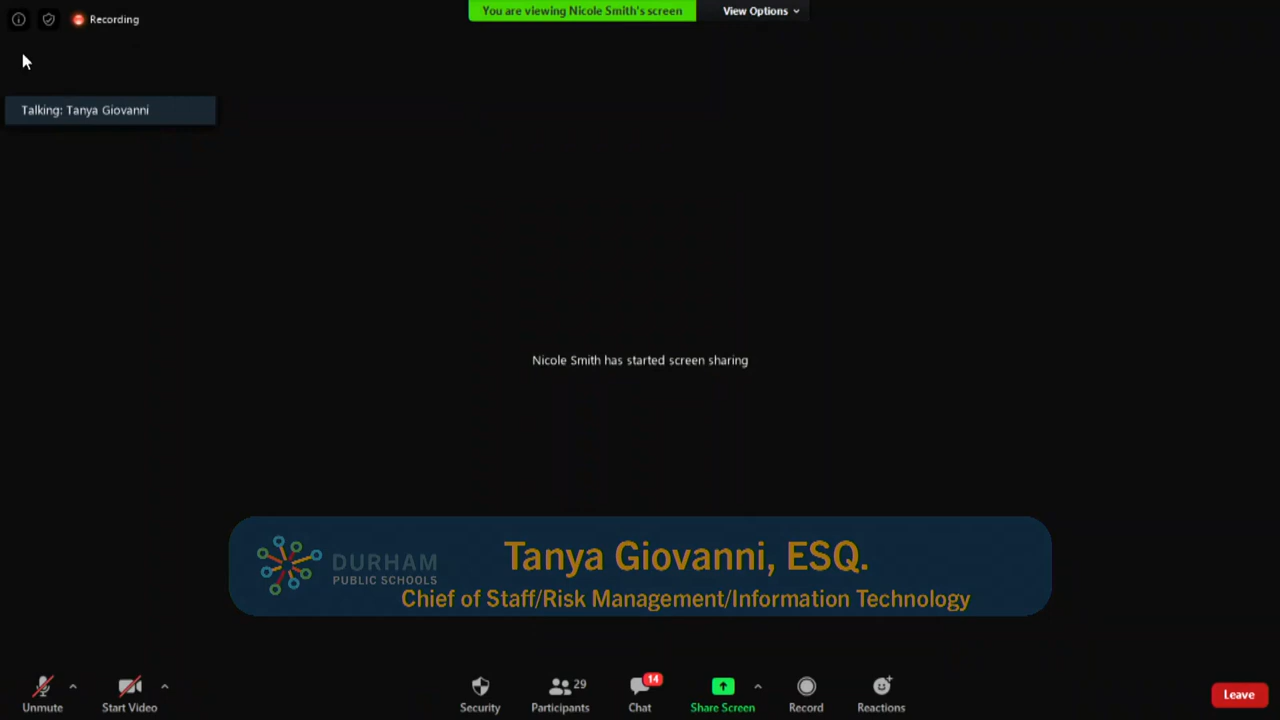 You are viewing Nicole Smith's screen
View Options
Recording
Talking: Tanya Giovanni
Nicole Smith has started screen sharing
DURHAM
PUBLIC SCHOOLS
Tanya Giovanni, ESQ.
Chief of Staff/Risk Management/Information Technology
29
14
Unmute
Start Video
Security
Participants
Chat
Share Screen
Record
Reactions
Leave